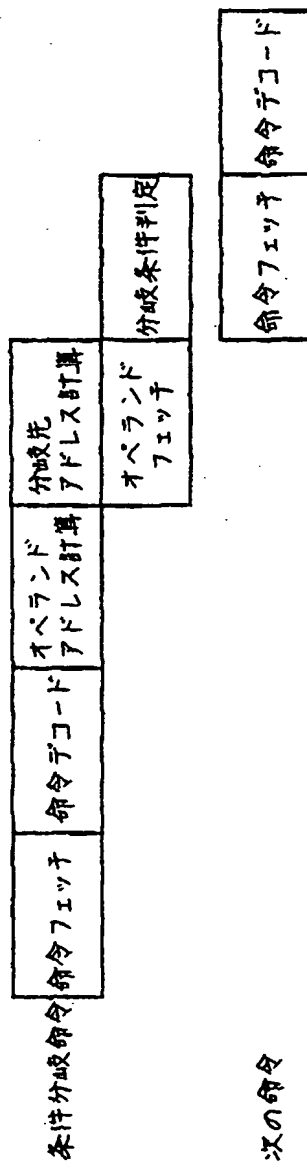 条件分岐命令
命令フェッチ
命令デコード
オペランド
アドレス計算
分岐先
アドレス計算
オペランド
フェッチ
分岐条件判定
次の命令
命令フェッチ
命令デコード